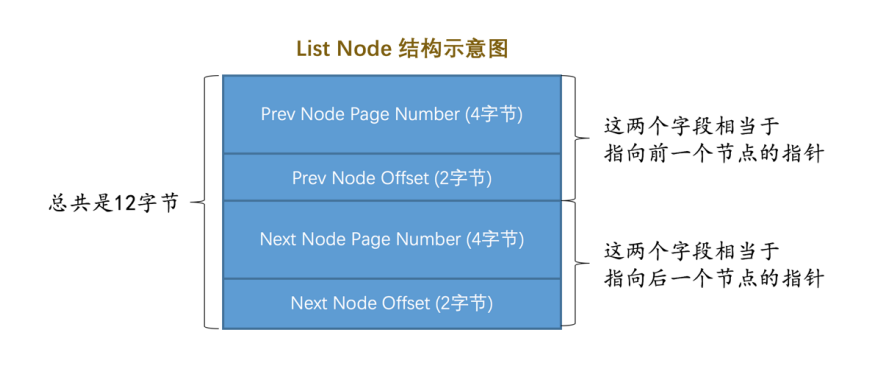 List Node 结构示意图
Prev Node Page Number (4字节)
Prev Node Offset (2字节)
Next Node Page Number (4字节)
Next Node Offset (2字节)
总共是12字节
这两个字段相当于
指向前一个节点的指针
这两个字段相当于
指向后一个节点的指针